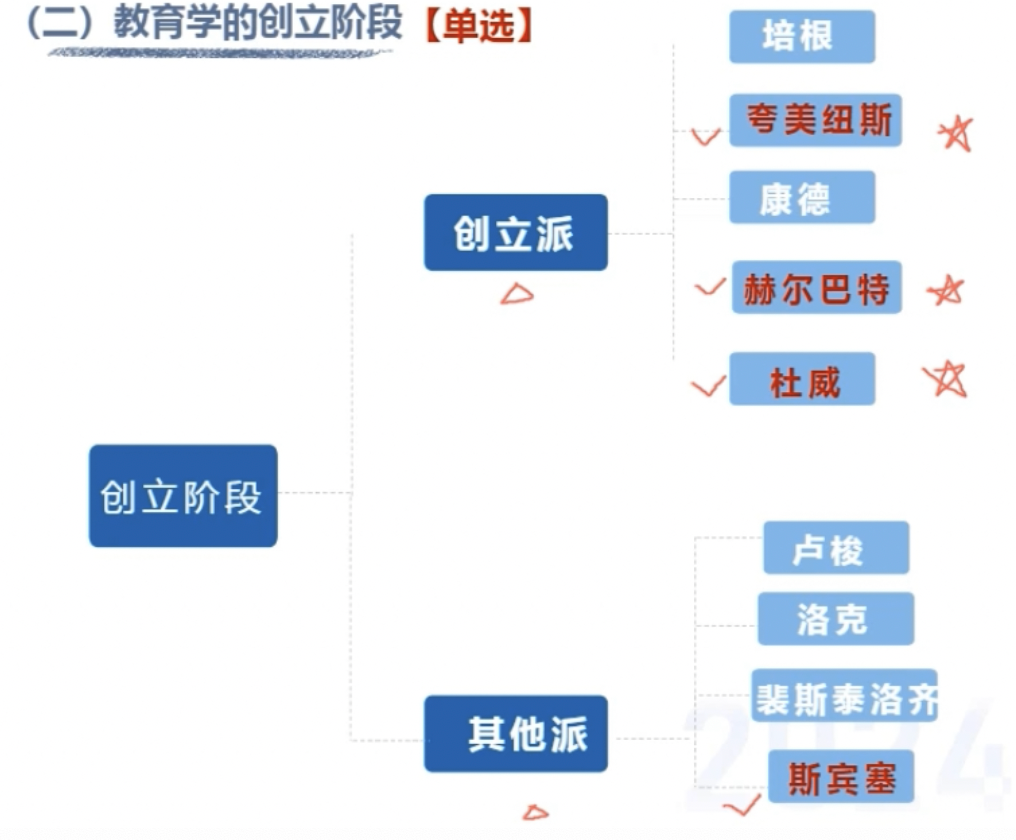 （二）教育学的创立阶段【单选】
培根
夸美纽斯
康德
创立派
赫尔巴特
杜威
创立阶段
卢梭
洛克
裴斯泰洛齐
其他派
斯宾塞
2024